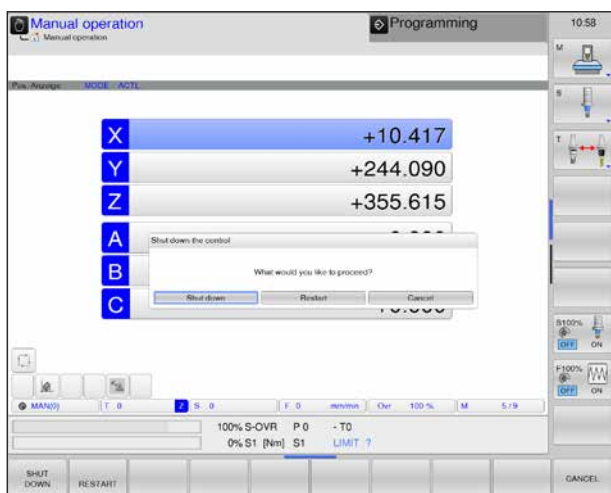 Manual operation
Manual operation
Programming
10:58
Pos. Anzeige MODE: ACTL
M
S
T
X +10.417
Y +244.090
Z +355.615
A
B
C
Shut down the control
What would you like to proceed?
Shut down Restart Cancel
S100%
OFF ON
F100%
OFF ON
MAN(0) T 0 Z S 0 F 0 mm/min Ovr 100 % M 5/9
100% S-OVR P0 - T0
0% S1 [Nm] S1 LIMIT ?
SHUT DOWN
RESTART
CANCEL